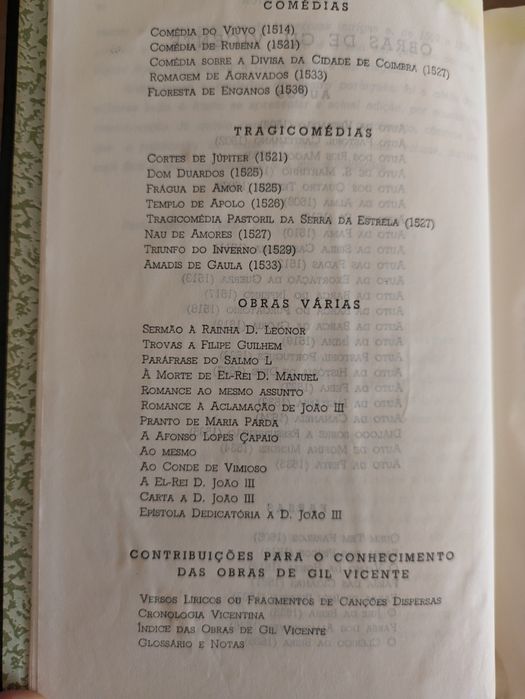 COMÉDIAS
COMÉDIA DO VIÚVO (1514)
COMÉDIA DE RUBENA (1521)
COMÉDIA SOBRE A DIVISA DA CIDADE DE COIMBRA (1527)
ROMAGEM DE AGRAVADOS (1533)
FLORESTA DE ENGANOS (1536)
TRAGICOMÉDIAS
CORTES DE JÚPITER (1521)
DOM DUARDOS (1525)
FRÁGUA DE AMOR (1525)
TEMPLO DE APOLO (1526)
TRAGICOMÉDIA PASTORIL DA SERRA DA ESTRELA (1527)
NAU DE AMORES (1527)
TRIUNFO DO INVERNO (1529)
AMADIS DE GAULA (1533)
OBRAS VÁRIAS
SERMÃO À RAINHA D. LEONOR
TROVAS A FILIPE GUILHEM
PARÁFRASE DO SALMO L
À MORTE DE EL-REI D. MANUEL
ROMANCE AO MESMO ASSUNTO
ROMANCE À ACLAMAÇÃO DE JOÃO III
PRANTO DE MARIA PARDA
A AFONSO LOPES ÇAPAIO
AO MESMO
AO CONDE DE VIMIOSO
A EL-REI D. JOÃO III
CARTA A D. JOÃO III
EPÍSTOLA DEDICATÓRIA A D. JOÃO III
CONTRIBUIÇÕES PARA O CONHECIMENTO
DAS OBRAS DE GIL VICENTE
VERSOS LÍRICOS OU FRAGMENTOS DE CANÇÕES DISPERSAS
CRONOLOGIA VICENTINA
ÍNDICE DAS OBRAS DE GIL VICENTE
GLOSSÁRIO E NOTAS